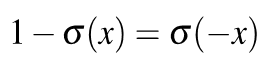 1 − σ(x) = σ(−x)